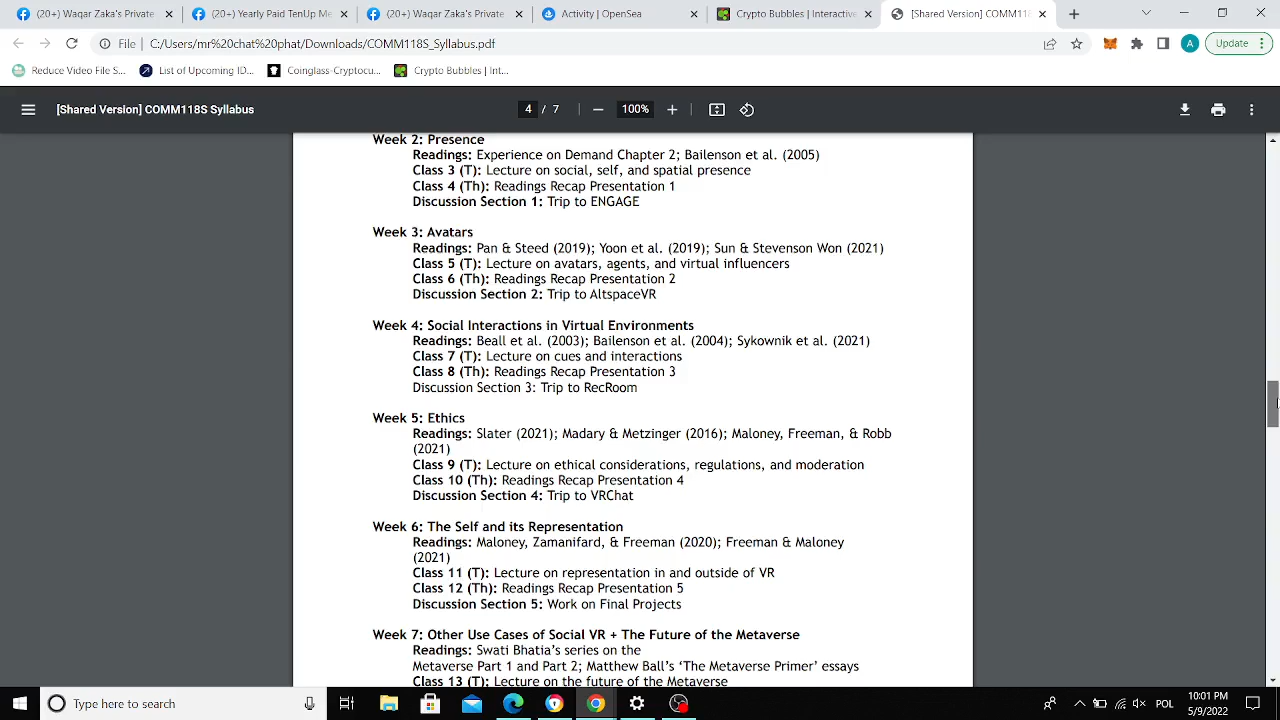 (20+) Waqar Zaka's Private
(20+) Yearly Paid TenUp Me
(20+) Waqar Zaka's Private
Activity | OpenSea
Crypto Bubbles | Interactive
[Shared Version] COMM118
File | C:/Users/mr%20chat%20phat/Downloads/COMM118S_Syllabus.pdf
A
Update
Reduce Video File S...
List of Upcoming ID...
Coinglass-Cryptocu...
Crypto Bubbles | Int...
[Shared Version] COMM118S Syllabus
4 / 7
100%
Week 2: Presence
Readings: Experience on Demand Chapter 2; Bailenson et al. (2005)
Class 3 (T): Lecture on social, self, and spatial presence
Class 4 (Th): Readings Recap Presentation 1
Discussion Section 1: Trip to ENGAGE
Week 3: Avatars
Readings: Pan & Steed (2019); Yoon et al. (2019); Sun & Stevenson Won (2021)
Class 5 (T): Lecture on avatars, agents, and virtual influencers
Class 6 (Th): Readings Recap Presentation 2
Discussion Section 2: Trip to AltspaceVR
Week 4: Social Interactions in Virtual Environments
Readings: Beall et al. (2003); Bailenson et al. (2004); Sykownik et al. (2021)
Class 7 (T): Lecture on cues and interactions
Class 8 (Th): Readings Recap Presentation 3
Discussion Section 3: Trip to RecRoom
Week 5: Ethics
Readings: Slater (2021); Madary & Metzinger (2016); Maloney, Freeman, & Robb
(2021)
Class 9 (T): Lecture on ethical considerations, regulations, and moderation
Class 10 (Th): Readings Recap Presentation 4
Discussion Section 4: Trip to VRChat
Week 6: The Self and its Representation
Readings: Maloney, Zamanifard, & Freeman (2020); Freeman & Maloney
(2021)
Class 11 (T): Lecture on representation in and outside of VR
Class 12 (Th): Readings Recap Presentation 5
Discussion Section 5: Work on Final Projects
Week 7: Other Use Cases of Social VR + The Future of the Metaverse
Readings: Swati Bhatia's series on the
Metaverse Part 1 and Part 2; Matthew Ball's ‘The Metaverse Primer’ essays
Class 13 (T): Lecture on the future of the Metaverse
Type here to search
POL
10:01 PM
5/9/2022